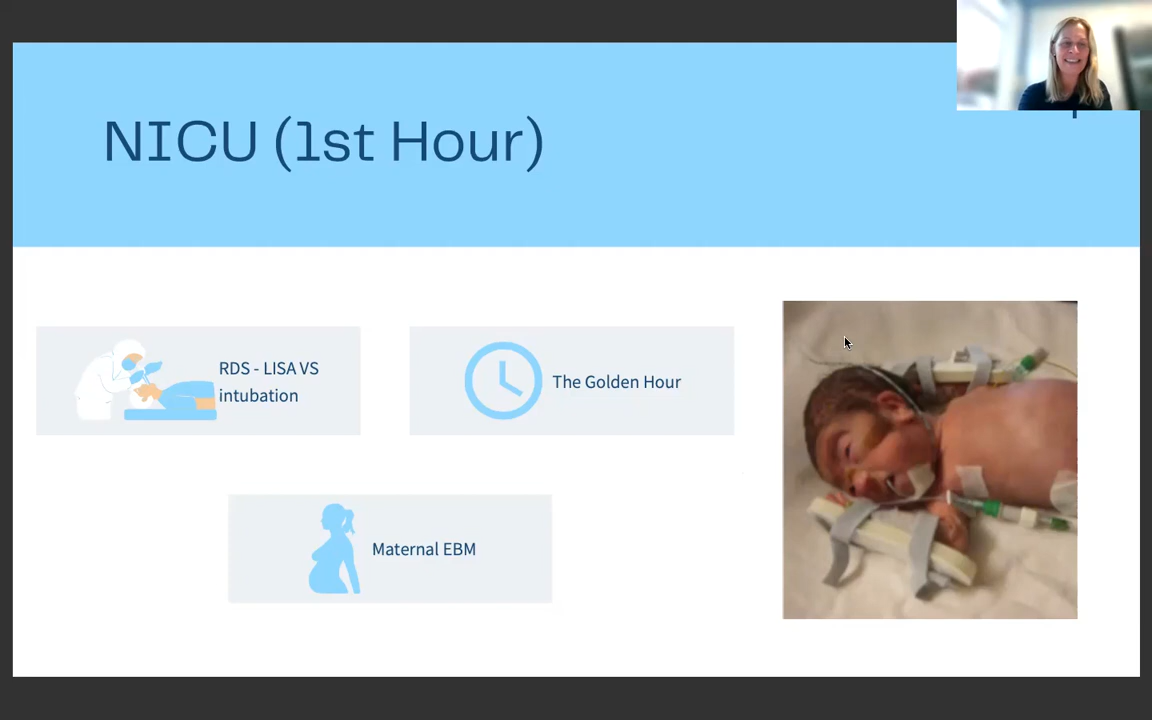 NICU (1st Hour)
RDS - LISA VS
intubation
The Golden Hour
Maternal EBM